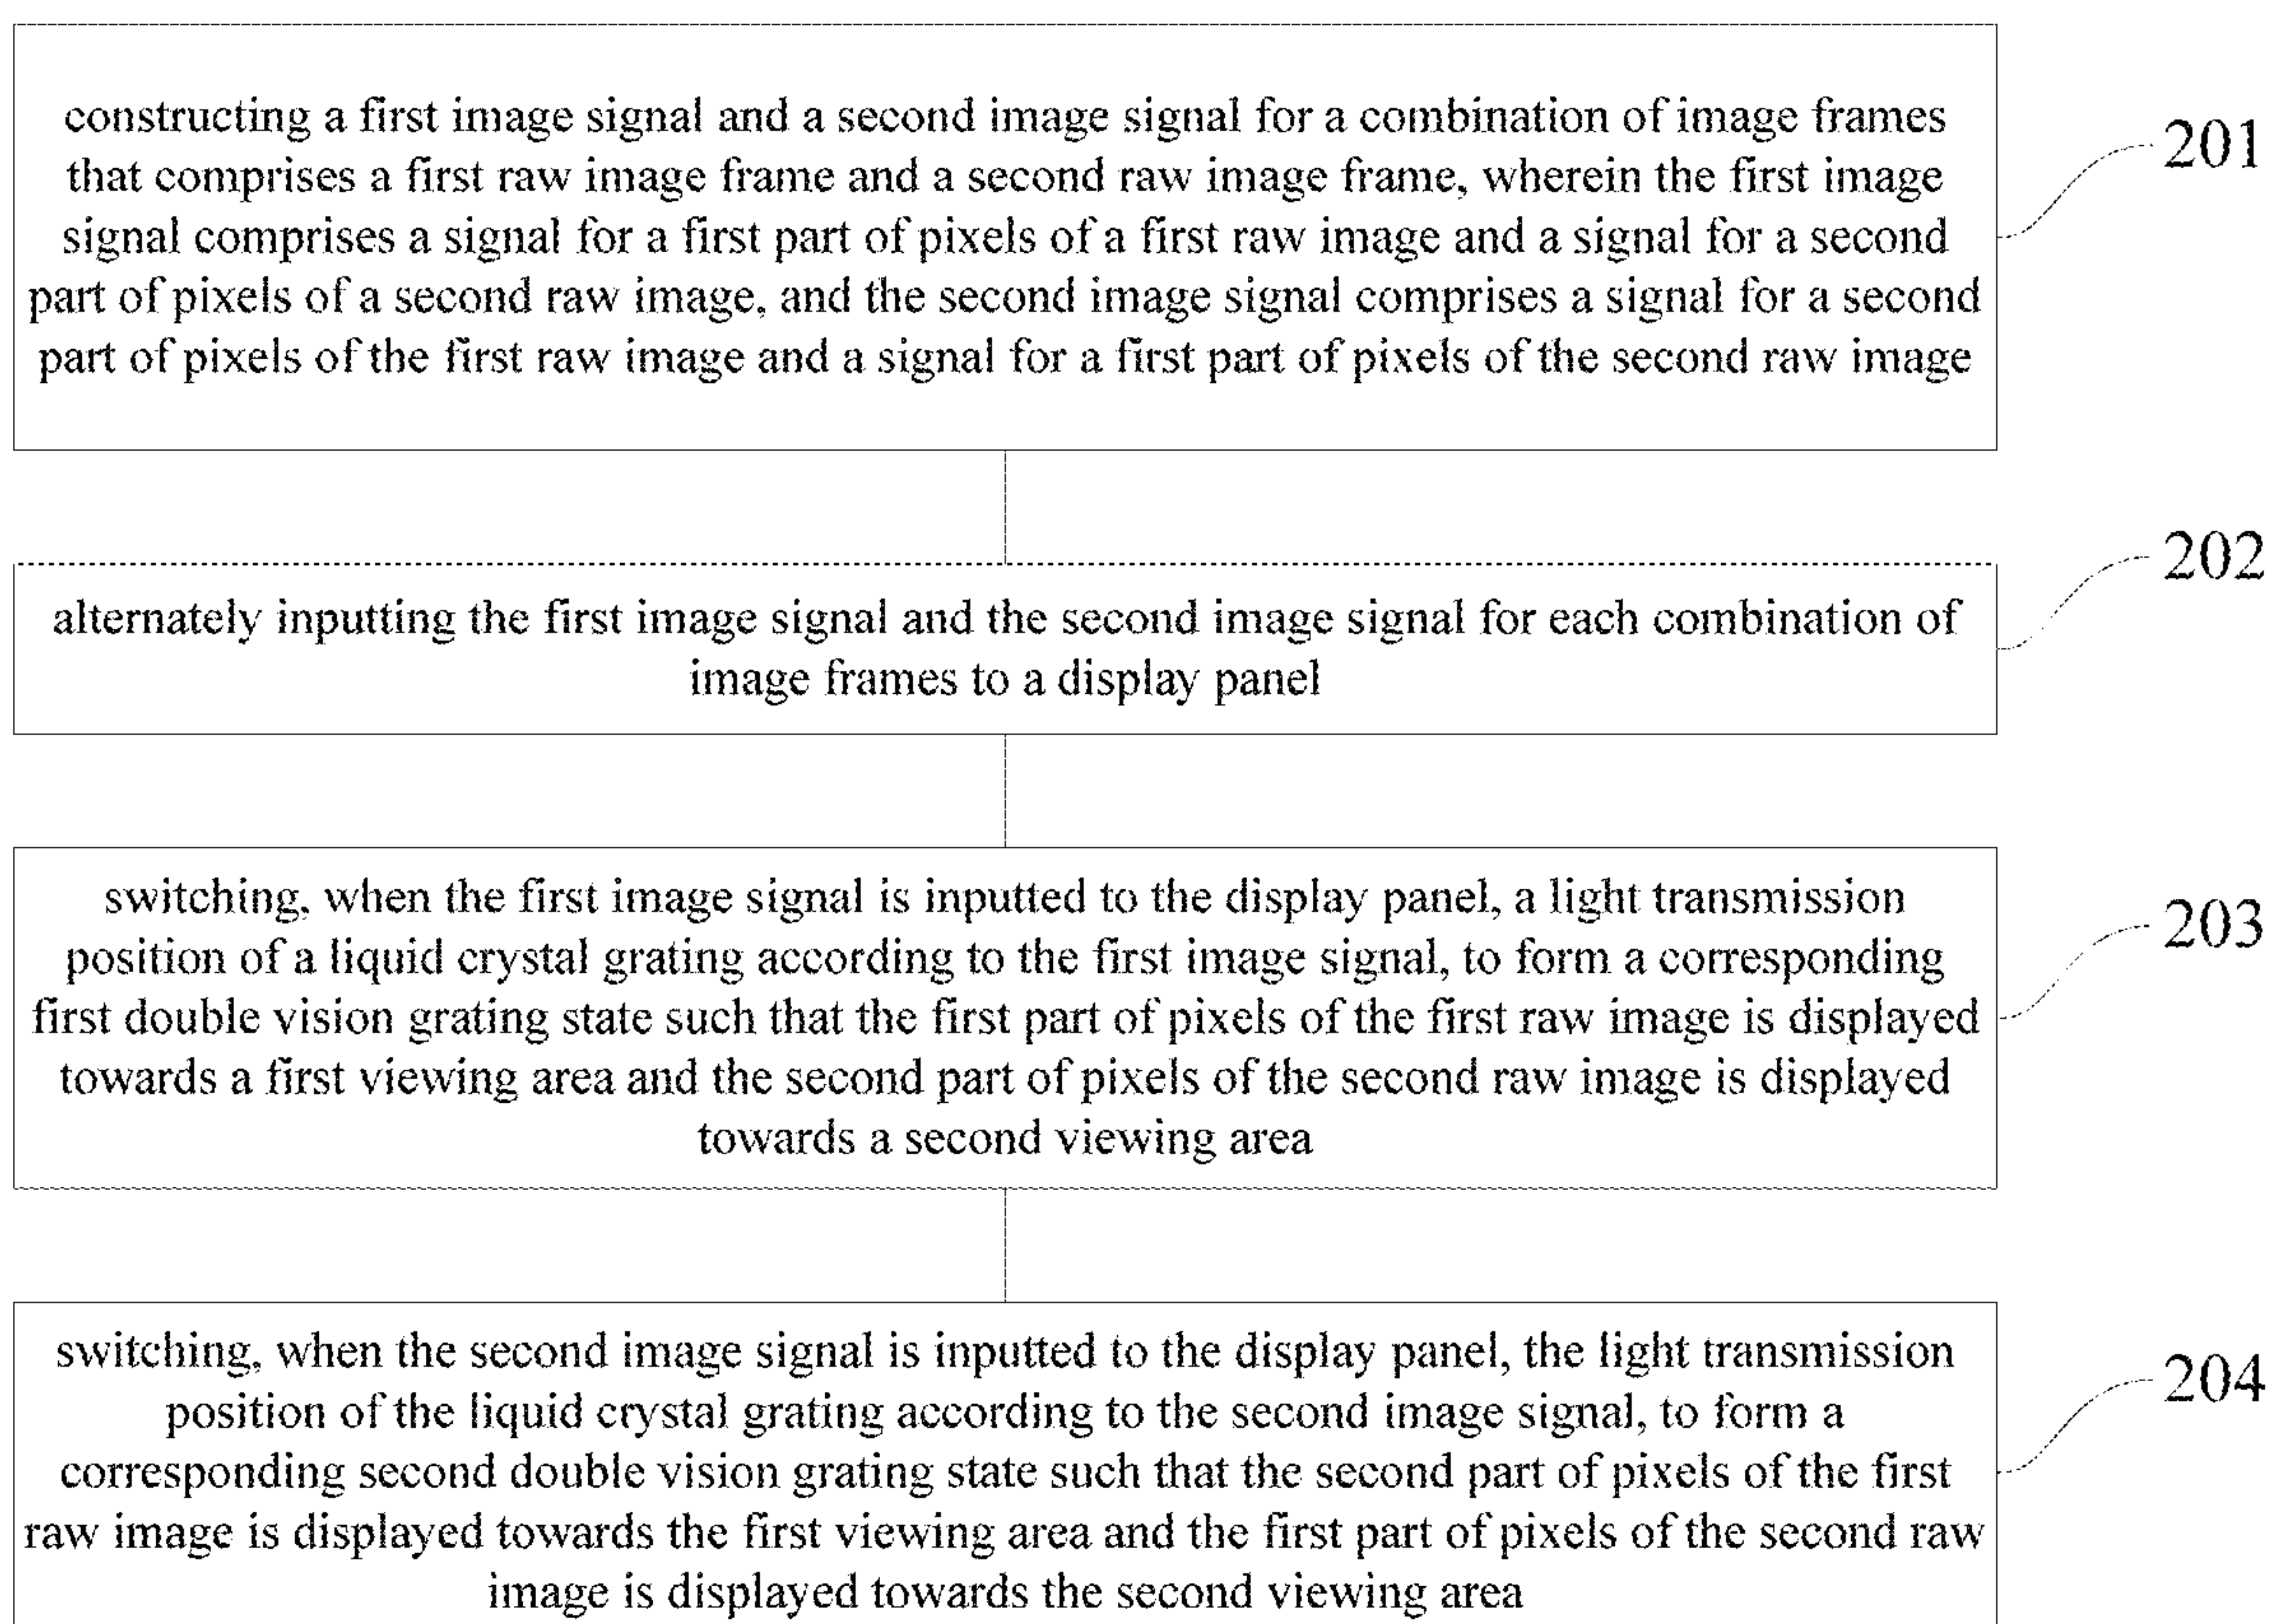 constructing a first image signal and a second image signal for a combination of image frames
that comprises a first raw image frame and a second raw image frame, wherein the first image
signal comprises a signal for a first part of pixels of a first raw image and a signal for a second
part of pixels of a second raw image, and the second image signal comprises a signal for a second
part of pixels of the first raw image and a signal for a first part of pixels of the second raw image
201
202
alternately inputting the first image signal and the second image signal for each combination of
image frames to a display panel
switching, when the first image signal is inputted to the display panel, a light transmission
position of a liquid crystal grating according to the first image signal, to form a corresponding
first double vision grating state such that the first part of pixels of the first raw image is displayed
towards a first viewing area and the second part of pixels of the second raw image is displayed
towards a second viewing area
203
switching, when the second image signal is inputted to the display panel, the light transmission
position of the liquid crystal grating according to the second image signal, to form a
corresponding second double vision grating state such that the second part of pixels of the first
raw image is displayed towards the first viewing area and the first part of pixels of the second raw
image is displayed towards the second viewing area
204